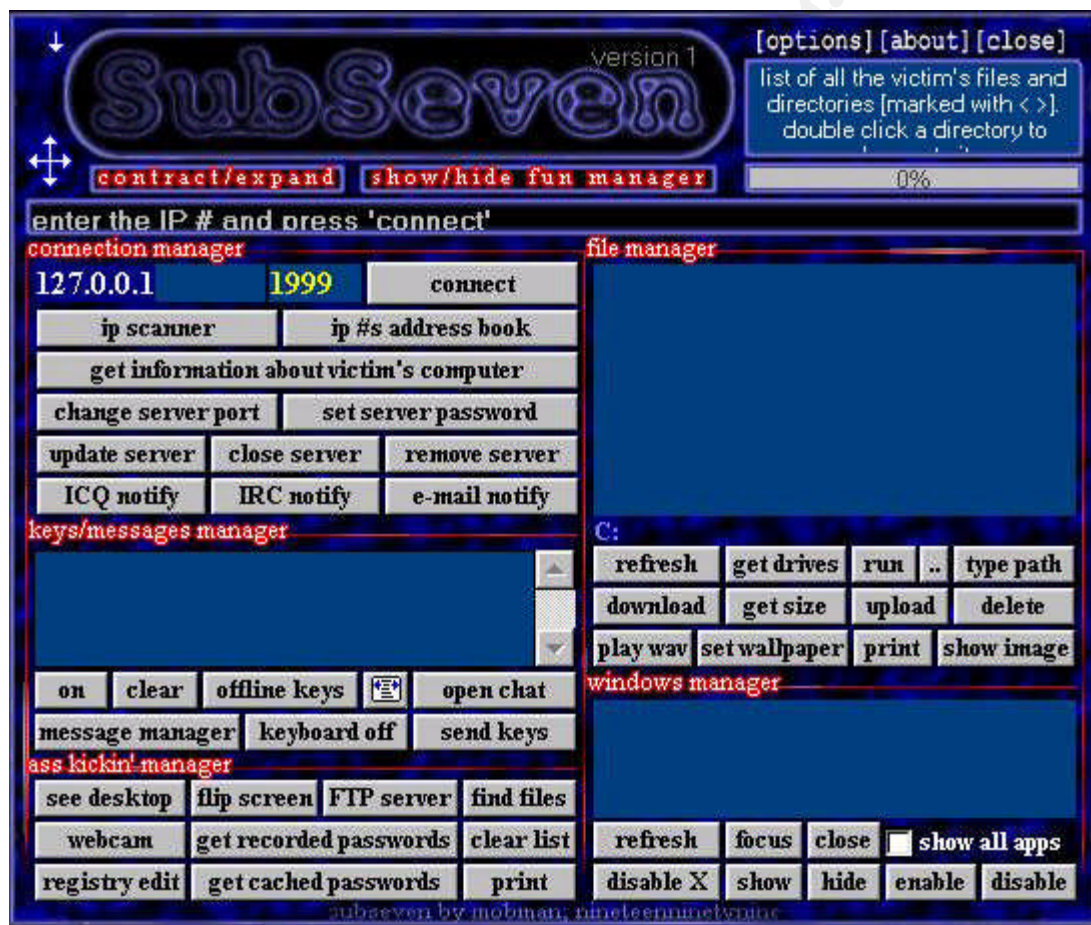 SubSeven
version 1
[options] [about] [close]
list of all the victim's files and
directories [marked with < >].
double click a directory to
0%
contract/expand show/hide fun manager
enter the IP # and press 'connect'
connection manager
127.0.0.1 1999 connect
ip scanner ip #s address book
get information about victim's computer
change server port set server password
update server close server remove server
ICQ notify IRC notify e-mail notify
keys/messages manager
on clear offline keys open chat
message manager keyboard off send keys
ass kickin' manager
see desktop flip screen FTP server find files
webcam get recorded passwords clear list
registry edit get cached passwords print
file manager
C:
refresh get drives run .. type path
download get size upload delete
play wav set wallpaper print show image
windows manager
refresh focus close show all apps
disable X show hide enable disable
subseven by mobman; nineteenninetynine